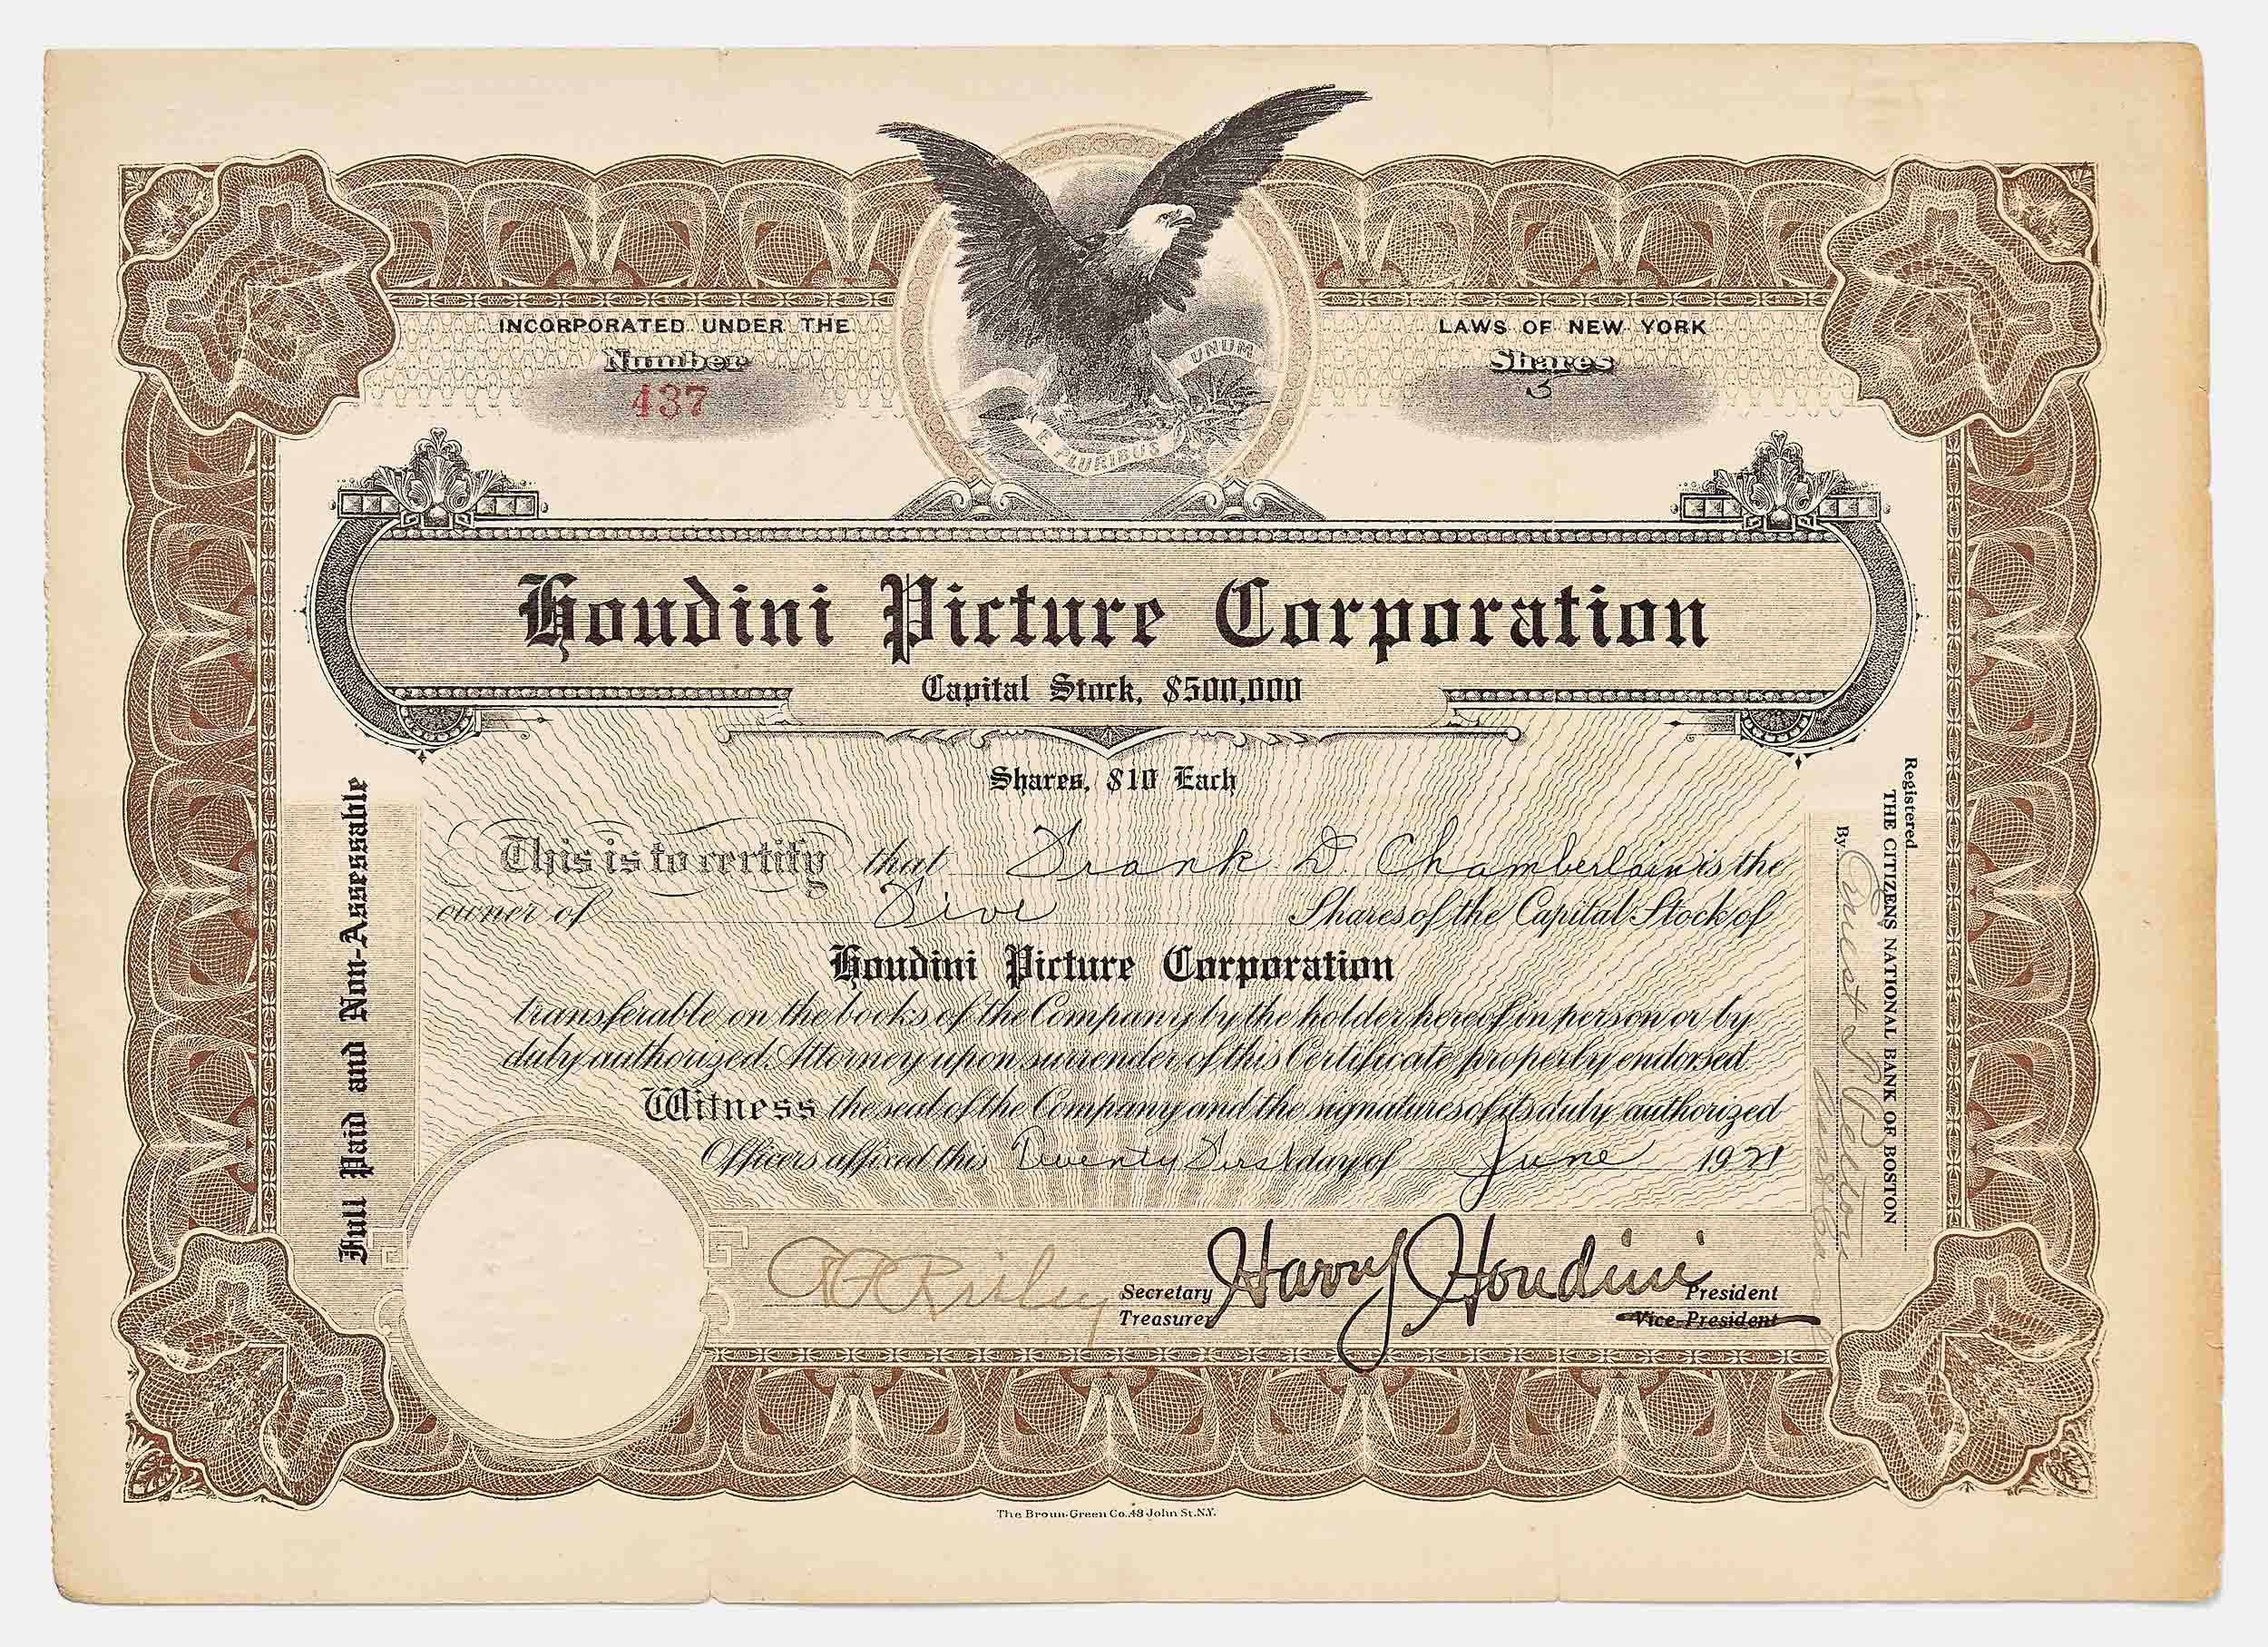 INCORPORATED UNDER THE
LAWS OF NEW YORK
Number
437
Shares
5
E PLURIBUS UNUM
Houdini Picture Corporation
Capital Stock, $500,000
Shares, $10 Each
This is to certify that Frank D. Chamberlain is the
owner of Five Shares of the Capital Stock of
Houdini Picture Corporation
transferable on the books of the Company by the holder hereof in person or by
duly authorized Attorney upon surrender of this Certificate properly endorsed
Witness the seal of the Company and the signatures of its duly authorized
Officers affixed this Twenty First day of June 1921
Full Paid and Non-Assessable
Registered
THE CITIZENS NATIONAL BANK OF BOSTON
By
Secretary
Treasurer
Harry Houdini
President
Vice-President
The Broun-Green Co. 48 John St. N.Y.